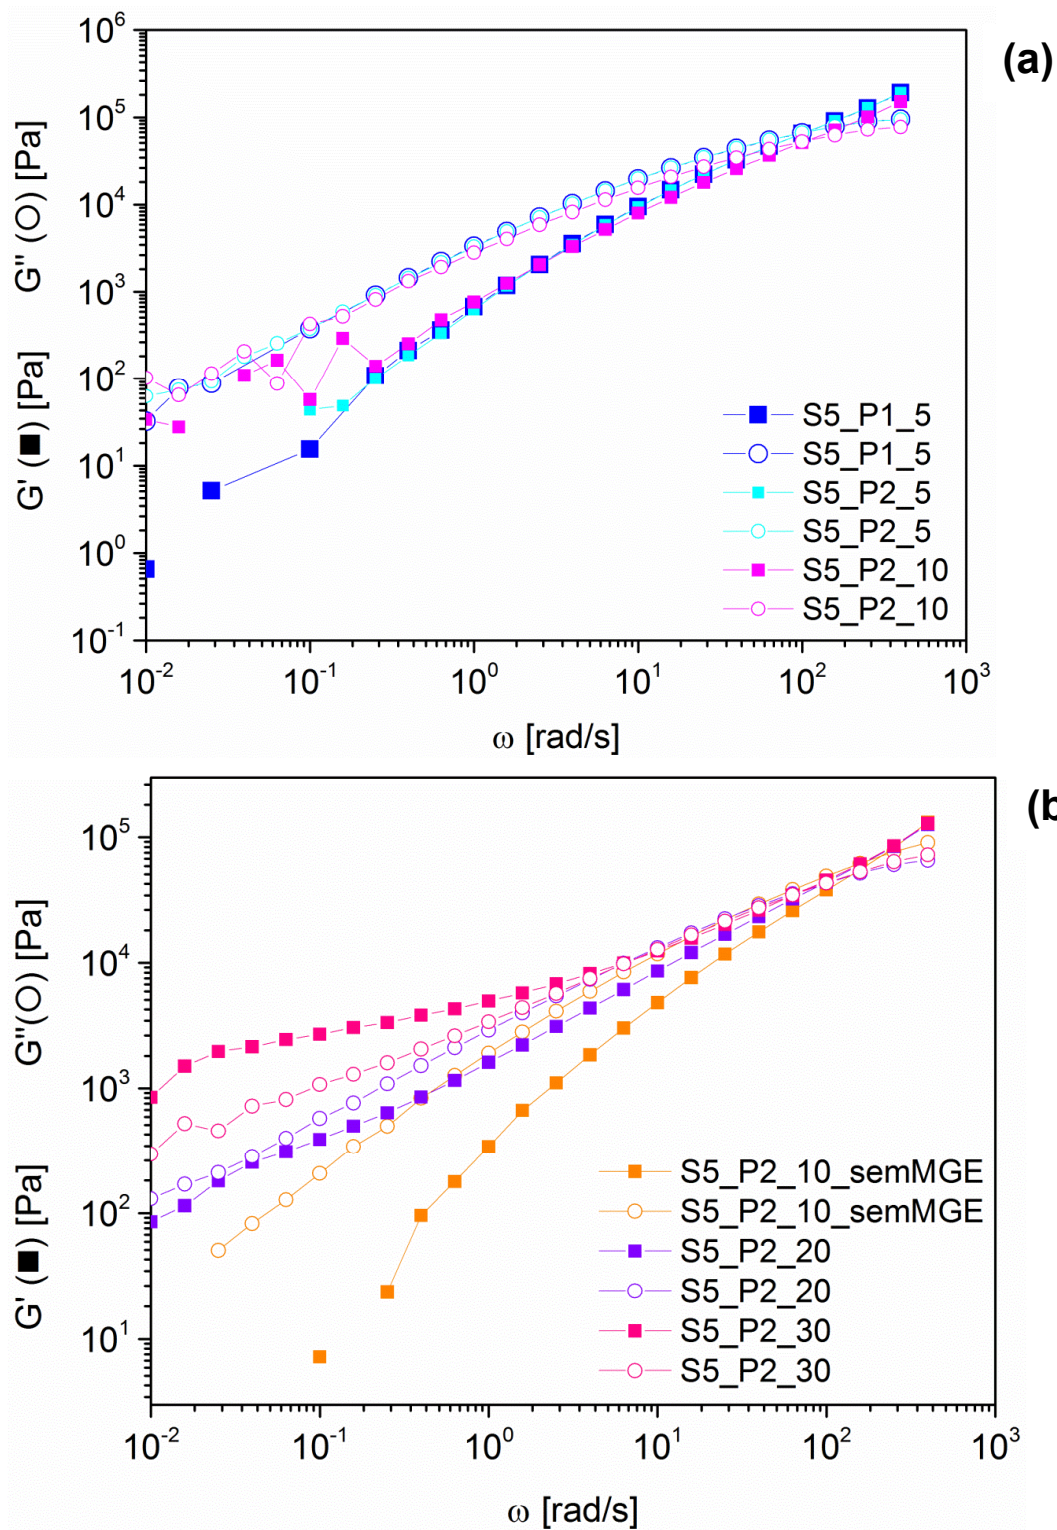 (a)
10^6
10^5
10^4
10^3
10^2
10^1
10^0
10^-1
G' (■) [Pa] G'' (○) [Pa]
S5_P1_5
S5_P1_5
S5_P2_5
S5_P2_5
S5_P2_10
S5_P2_10
10^-2 10^-1 10^0 10^1 10^2 10^3
ω [rad/s]
(b
10^5
10^4
10^3
10^2
10^1
G' (■) [Pa] G''(○) [Pa]
S5_P2_10_semMGE
S5_P2_10_semMGE
S5_P2_20
S5_P2_20
S5_P2_30
S5_P2_30
10^-2 10^-1 10^0 10^1 10^2 10^3
ω [rad/s]